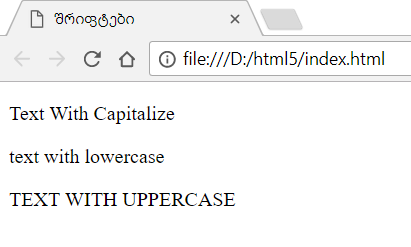 შრიფტები
file:///D:/html5/index.html
Text With Capitalize
text with lowercase
TEXT WITH UPPERCASE